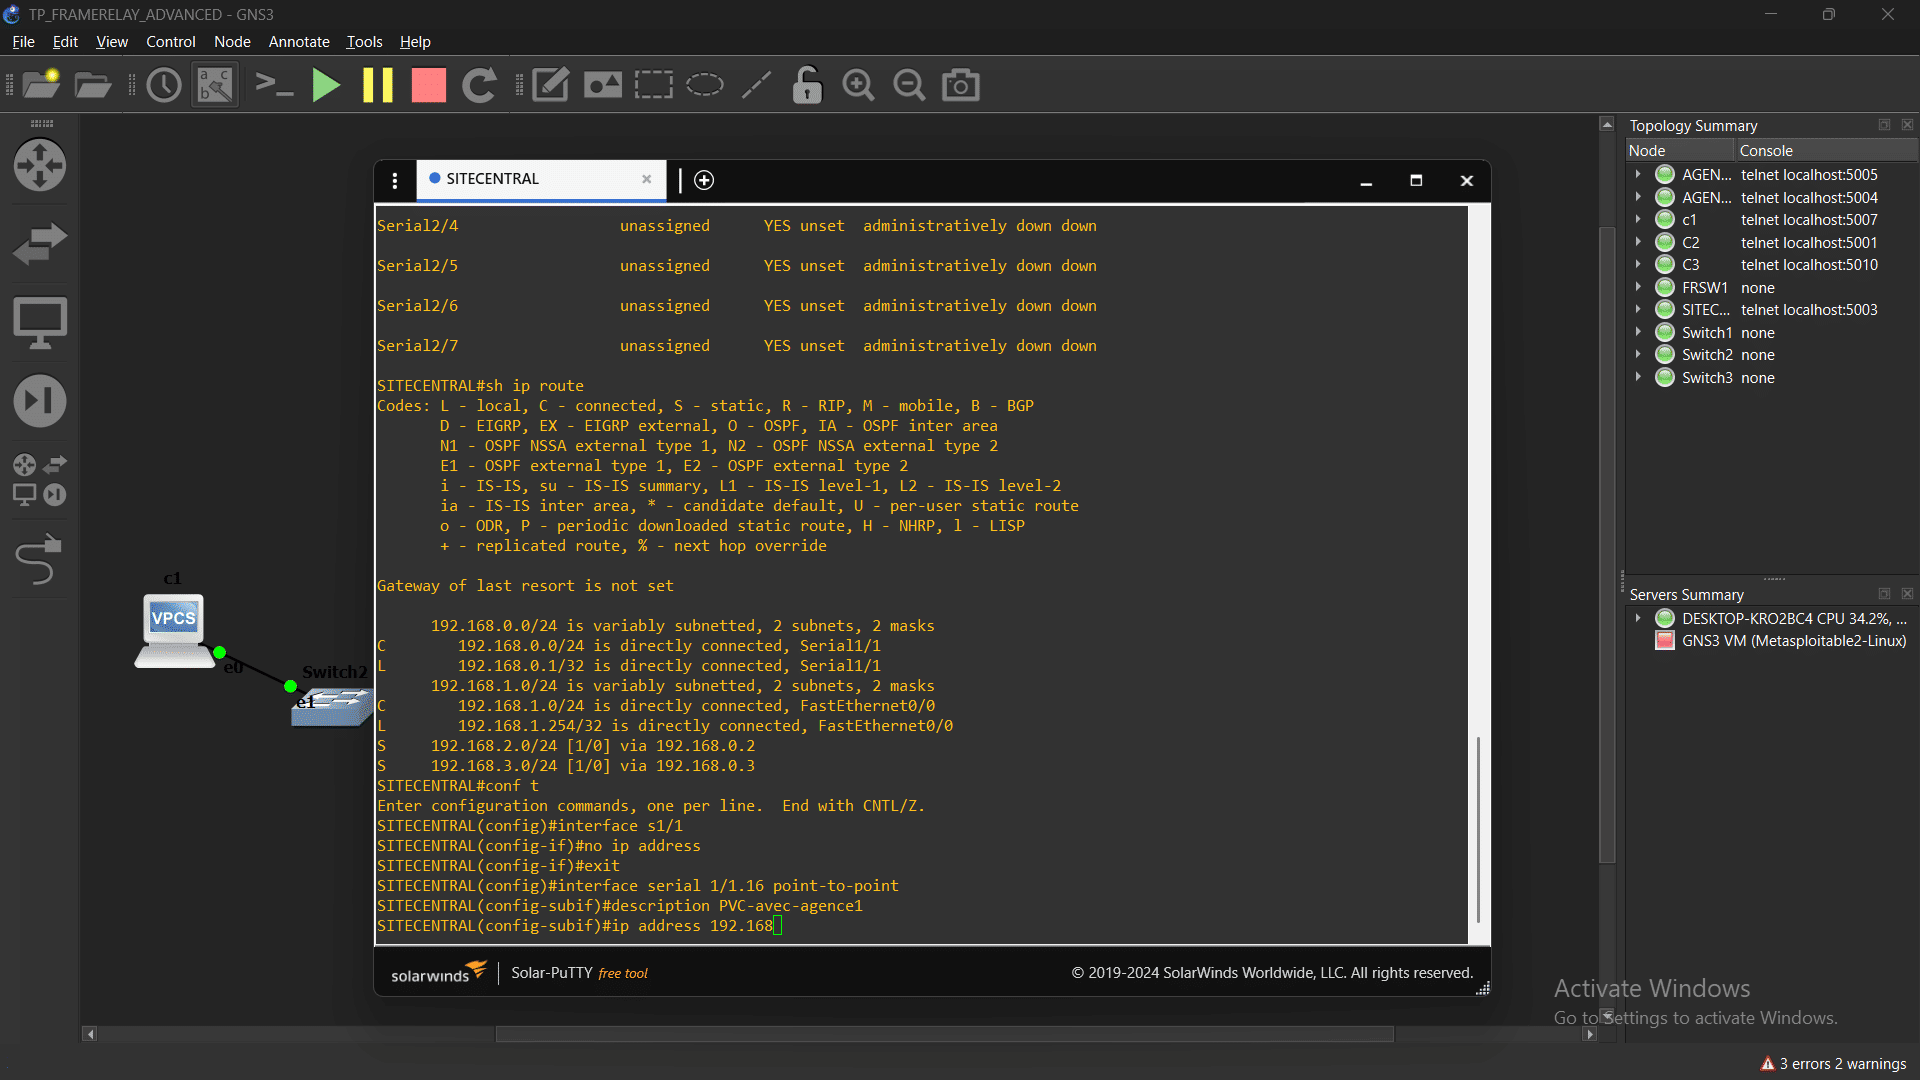 TP_FRAMERELAY_ADVANCED - GNS3
File Edit View Control Node Annotate Tools Help
SITECENTRAL
Serial2/4 unassigned YES unset administratively down down
Serial2/5 unassigned YES unset administratively down down
Serial2/6 unassigned YES unset administratively down down
Serial2/7 unassigned YES unset administratively down down
SITECENTRAL#sh ip route
Codes: L - local, C - connected, S - static, R - RIP, M - mobile, B - BGP
D - EIGRP, EX - EIGRP external, O - OSPF, IA - OSPF inter area
N1 - OSPF NSSA external type 1, N2 - OSPF NSSA external type 2
E1 - OSPF external type 1, E2 - OSPF external type 2
i - IS-IS, su - IS-IS summary, L1 - IS-IS level-1, L2 - IS-IS level-2
ia - IS-IS inter area, * - candidate default, U - per-user static route
o - ODR, P - periodic downloaded static route, H - NHRP, l - LISP
+ - replicated route, % - next hop override
Gateway of last resort is not set
192.168.0.0/24 is variably subnetted, 2 subnets, 2 masks
C 192.168.0.0/24 is directly connected, Serial1/1
L 192.168.0.1/32 is directly connected, Serial1/1
192.168.1.0/24 is variably subnetted, 2 subnets, 2 masks
C 192.168.1.0/24 is directly connected, FastEthernet0/0
L 192.168.1.254/32 is directly connected, FastEthernet0/0
S 192.168.2.0/24 [1/0] via 192.168.0.2
S 192.168.3.0/24 [1/0] via 192.168.0.3
SITECENTRAL#conf t
Enter configuration commands, one per line. End with CNTL/Z.
SITECENTRAL(config)#interface s1/1
SITECENTRAL(config-if)#no ip address
SITECENTRAL(config-if)#exit
SITECENTRAL(config)#interface serial 1/1.16 point-to-point
SITECENTRAL(config-subif)#description PVC-avec-agence1
SITECENTRAL(config-subif)#ip address 192.168
solarwinds Solar-PuTTY free tool © 2019-2024 SolarWinds Worldwide, LLC. All rights reserved.
c1
VPCS
e0
Switch2
e1
Topology Summary
Node Console
AGEN... telnet localhost:5005
AGEN... telnet localhost:5004
c1 telnet localhost:5007
C2 telnet localhost:5001
C3 telnet localhost:5010
FRSW1 none
SITEC... telnet localhost:5003
Switch1 none
Switch2 none
Switch3 none
Servers Summary
DESKTOP-KRO2BC4 CPU 34.2%, ...
GNS3 VM (Metasploitable2-Linux)
Activate Windows
Go to Settings to activate Windows.
3 errors 2 warnings